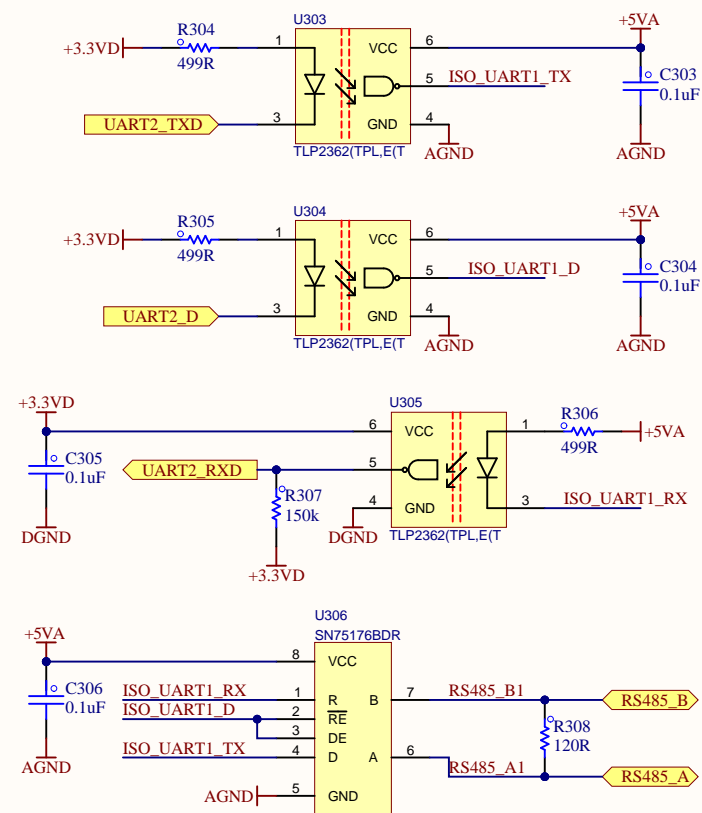 U303
+5VA
R304
+3.3VD
499R
1
VCC
6
C303
0.1uF
5
ISO_UART1_TX
UART2_TXD
3
GND
4
TLP2362(TPL,E(T
AGND
AGND
U304
+5VA
R305
+3.3VD
499R
1
VCC
6
C304
0.1uF
5
ISO_UART1_D
UART2_D
3
GND
4
TLP2362(TPL,E(T
AGND
AGND
+3.3VD
U305
R306
6
VCC
1
+5VA
499R
C305
0.1uF
UART2_RXD
5
R307
150k
4
GND
3
ISO_UART1_RX
DGND
DGND
TLP2362(TPL,E(T
+3.3VD
U306
SN75176BDR
+5VA
8
VCC
C306
0.1uF
ISO_UART1_RX
1
R
B
7
RS485_B1
RS485_B
ISO_UART1_D
2
RE
3
DE
R308
120R
ISO_UART1_TX
4
D
A
6
RS485_A1
RS485_A
AGND
AGND
5
GND